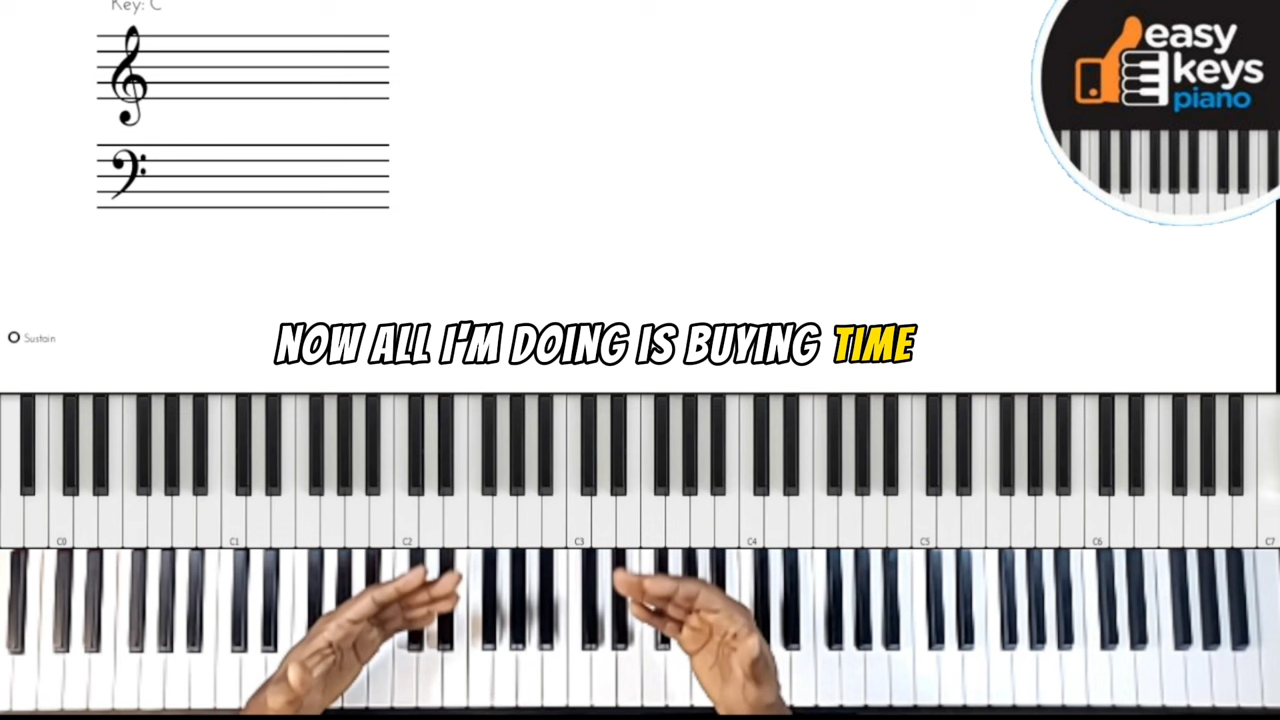 Key: C
easy
keys
piano
Sustain
NOW ALL I'M DOING IS BUYING TIME
C0 C1 C2 C3 C4 C5 C6 C7